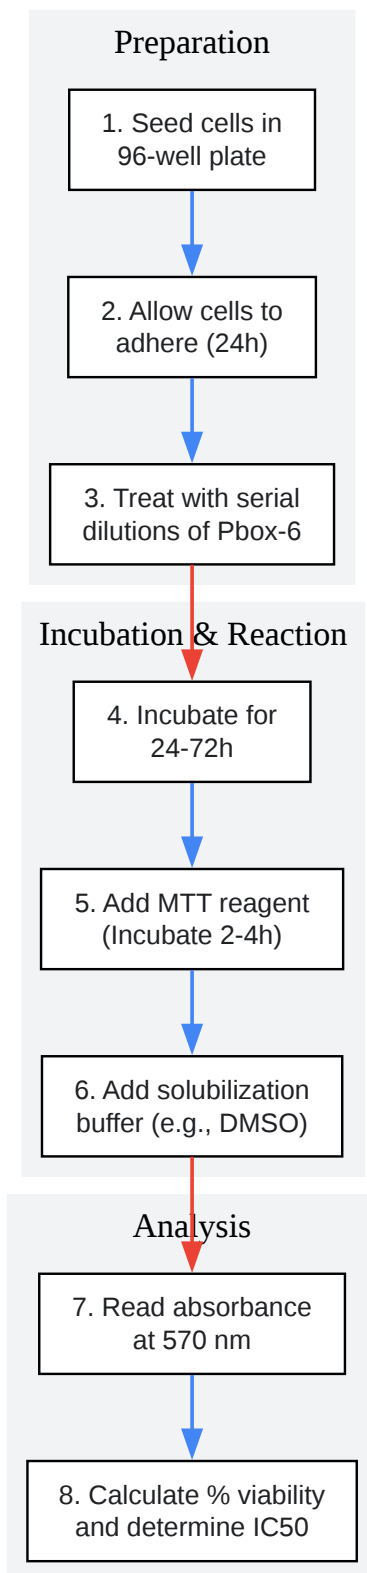 Preparation
1. Seed cells in
96-well plate
2. Allow cells to
adhere (24h)
3. Treat with serial
dilutions of Pbox-6
Incubation & Reaction
4. Incubate for
24-72h
5. Add MTT reagent
(Incubate 2-4h)
6. Add solubilization
buffer (e.g., DMSO)
Analysis
7. Read absorbance
at 570 nm
8. Calculate % viability
and determine IC50